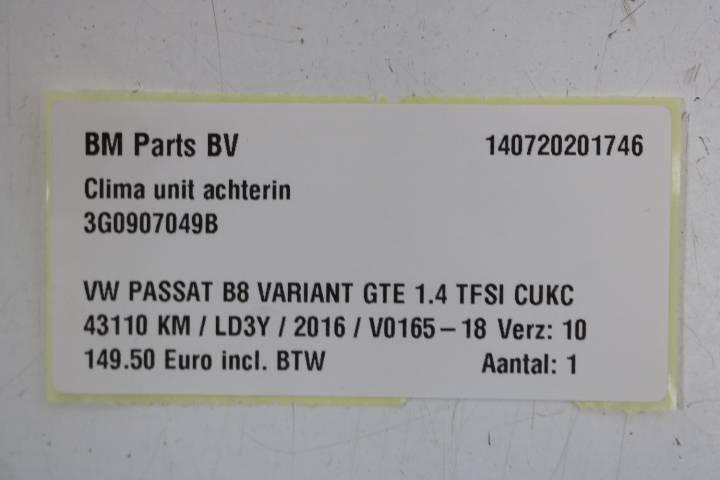 BM Parts BV 140720201746
Clima unit achterin
3G0907049B
VW PASSAT B8 VARIANT GTE 1.4 TFSI CUKC
43110 KM / LD3Y / 2016 / V0165-18 Verz: 10
149.50 Euro incl. BTW Aantal: 1